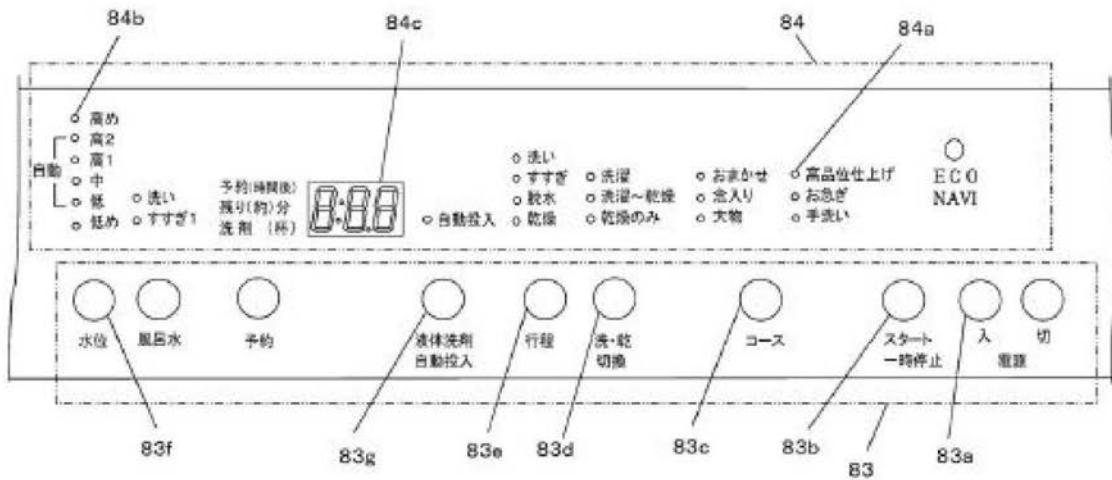 84b
84c
84
84a
高め
高2
高1
自動
中
低
低め
洗い
すすぎ1
予約(時間後)
残り(約)分
洗剤 (杯)
8:8.8
自動投入
洗い
すすぎ
脱水
乾燥
洗濯
洗濯～乾燥
乾燥のみ
おまかせ
念入り
大物
高品位仕上げ
お急ぎ
手洗い
ECO
NAVI
水位
風呂水
予約
液体洗剤
自動投入
行程
洗・乾
切換
コース
スタート
一時停止
入
切
電源
83f
83g
83e
83d
83c
83b
83
83a